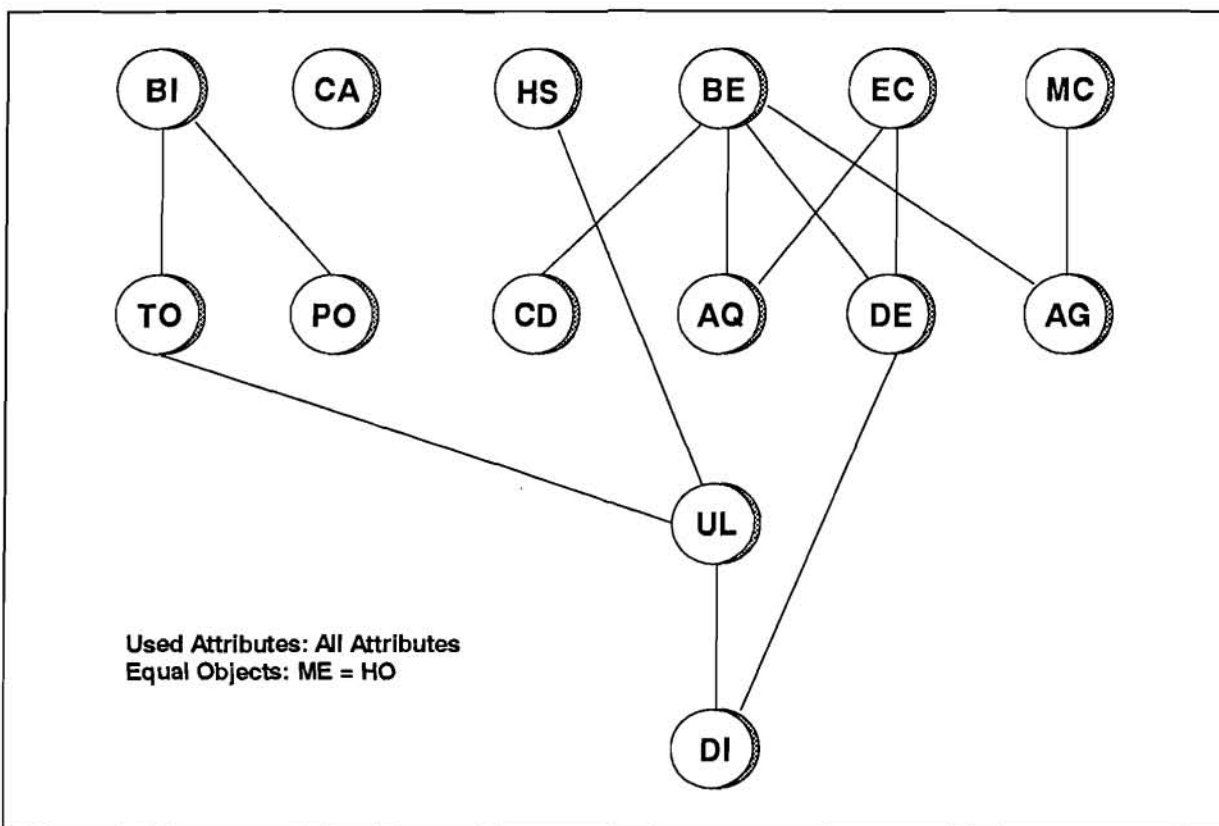 BI CA HS BE EC MC
TO PO CD AQ DE AG
UL
Used Attributes: All Attributes
Equal Objects: ME = HO
DI